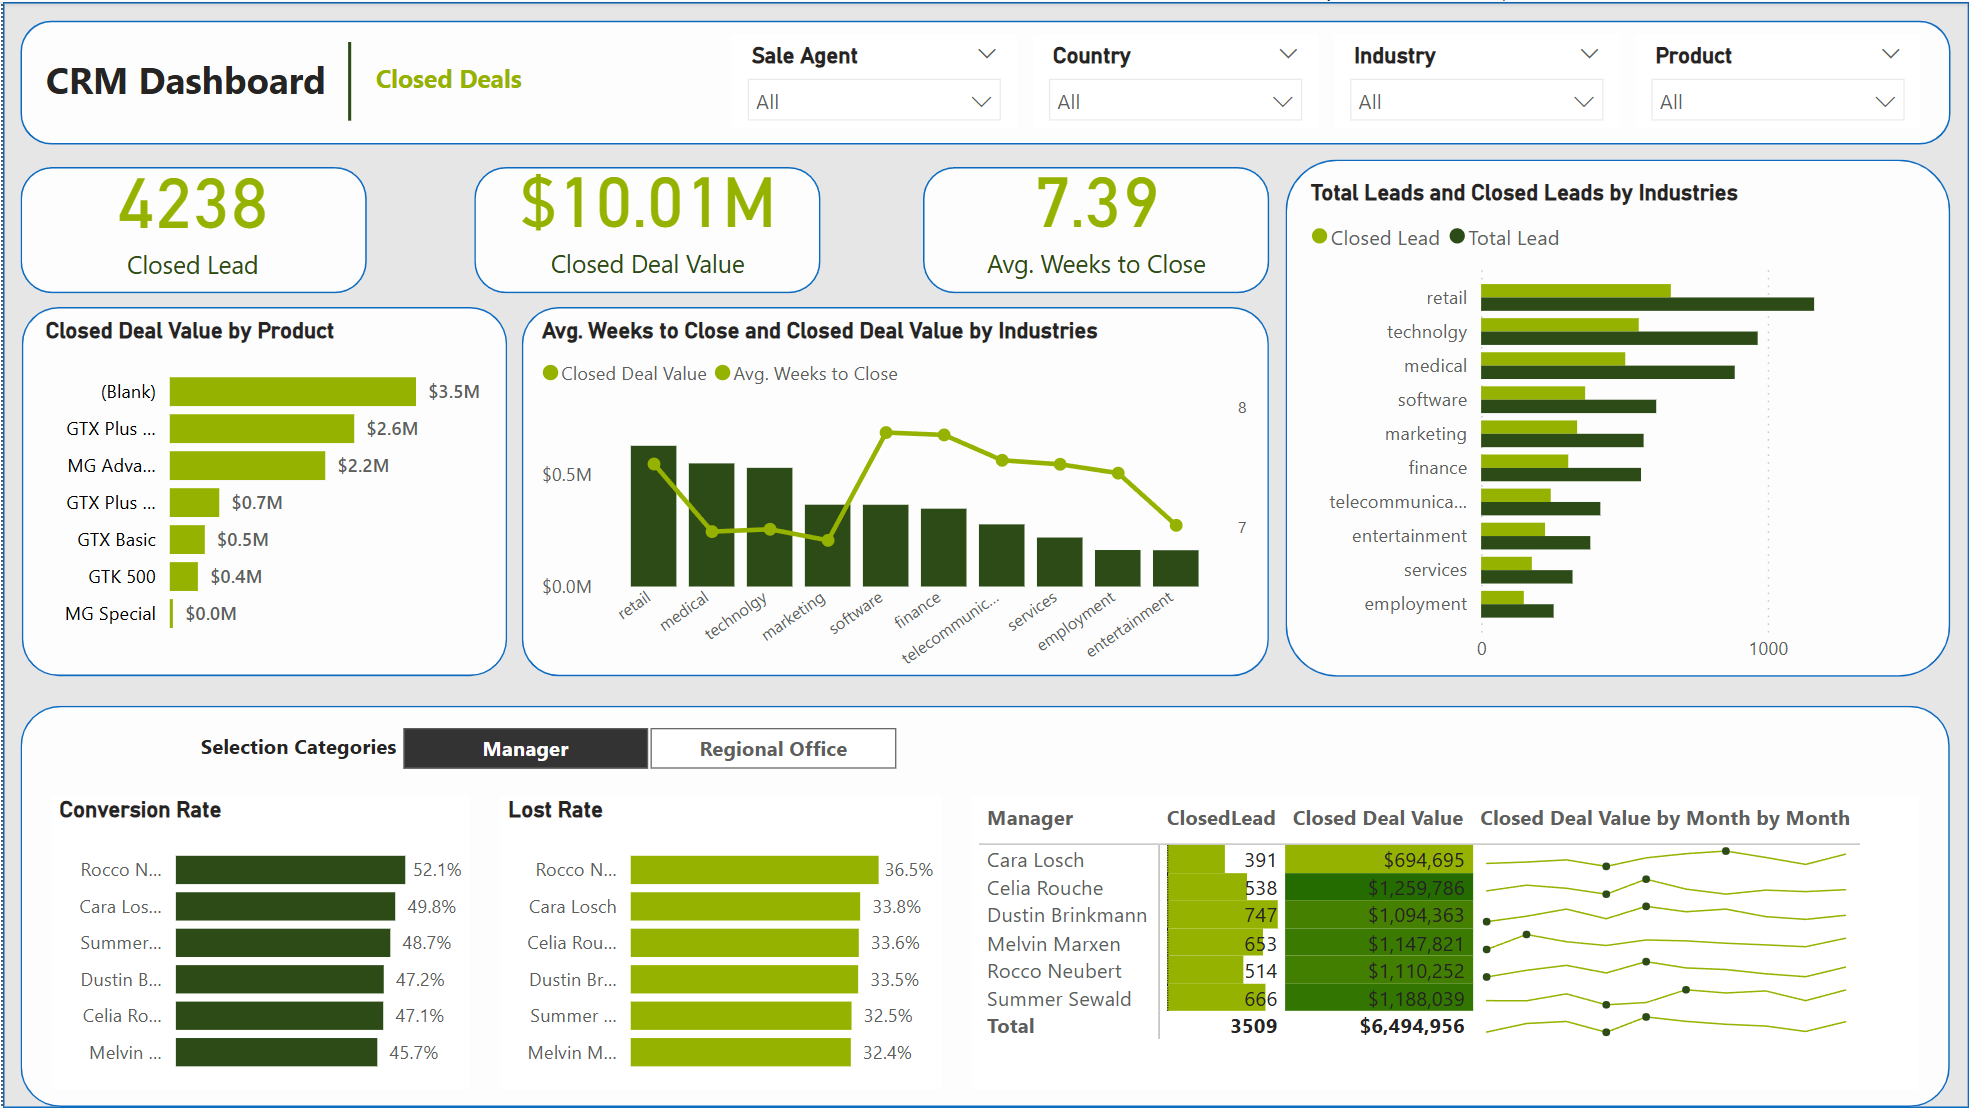 CRM Dashboard
Closed Deals
Sale Agent
All
Country
All
Industry
All
Product
All
4238
Closed Lead
$10.01M
Closed Deal Value
7.39
Avg. Weeks to Close
Closed Deal Value by Product
(Blank) $3.5M
GTX Plus ... $2.6M
MG Adva... $2.2M
GTX Plus ... $0.7M
GTX Basic $0.5M
GTK 500 $0.4M
MG Special $0.0M
Avg. Weeks to Close and Closed Deal Value by Industries
Closed Deal Value Avg. Weeks to Close
8
$0.5M
7
$0.0M
retail
medical
technolgy
marketing
software
finance
telecommunic...
services
employment
entertainment
Total Leads and Closed Leads by Industries
Closed Lead Total Lead
retail
technolgy
medical
software
marketing
finance
telecommunica...
entertainment
services
employment
0 1000
Selection Categories Manager Regional Office
Conversion Rate
Rocco N... 52.1%
Cara Los... 49.8%
Summer... 48.7%
Dustin B... 47.2%
Celia Ro... 47.1%
Melvin ... 45.7%
Lost Rate
Rocco N... 36.5%
Cara Losch 33.8%
Celia Rou... 33.6%
Dustin Br... 33.5%
Summer ... 32.5%
Melvin M... 32.4%
Manager ClosedLead Closed Deal Value Closed Deal Value by Month by Month
Cara Losch 391 $694,695
Celia Rouche 538 $1,259,786
Dustin Brinkmann 747 $1,094,363
Melvin Marxen 653 $1,147,821
Rocco Neubert 514 $1,110,252
Summer Sewald 666 $1,188,039
Total 3509 $6,494,956